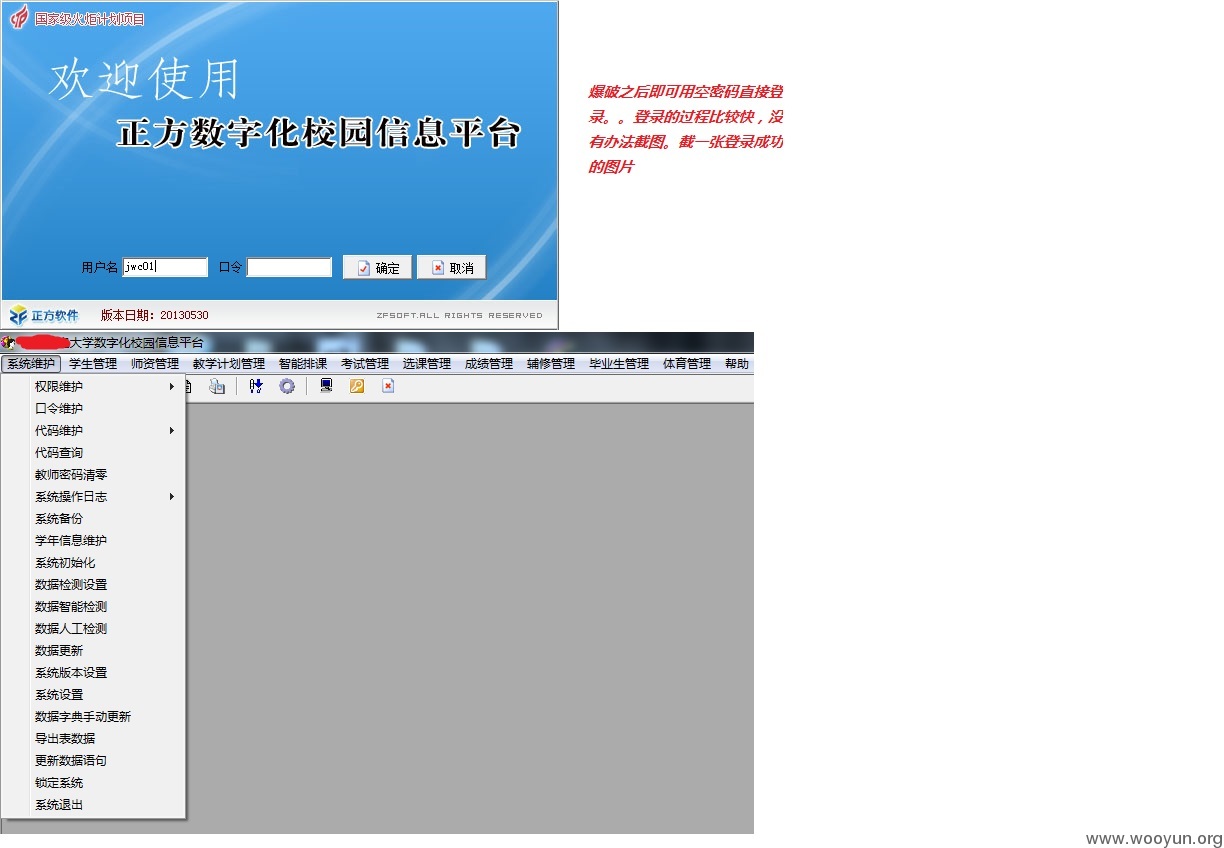 国家级火炬计划项目
欢迎使用
正方数字化校园信息平台
爆破之后即可用空密码直接登
录。。登录的过程比较快，没
有办法截图。截一张登录成功
的图片
用户名 jwc01 口令 确定 取消
正方软件 版本日期：20130530 ZFSOFT.ALL RIGHTS RESERVED
大学数字化校园信息平台
系统维护 学生管理 师资管理 教学计划管理 智能排课 考试管理 选课管理 成绩管理 辅修管理 毕业生管理 体育管理 帮助
权限维护
口令维护
代码维护
代码查询
教师密码清零
系统操作日志
系统备份
学年信息维护
系统初始化
数据检测设置
数据智能检测
数据人工检测
数据更新
系统版本设置
系统设置
数据字典手动更新
导出表数据
更新数据语句
锁定系统
系统退出
www.wooyun.org